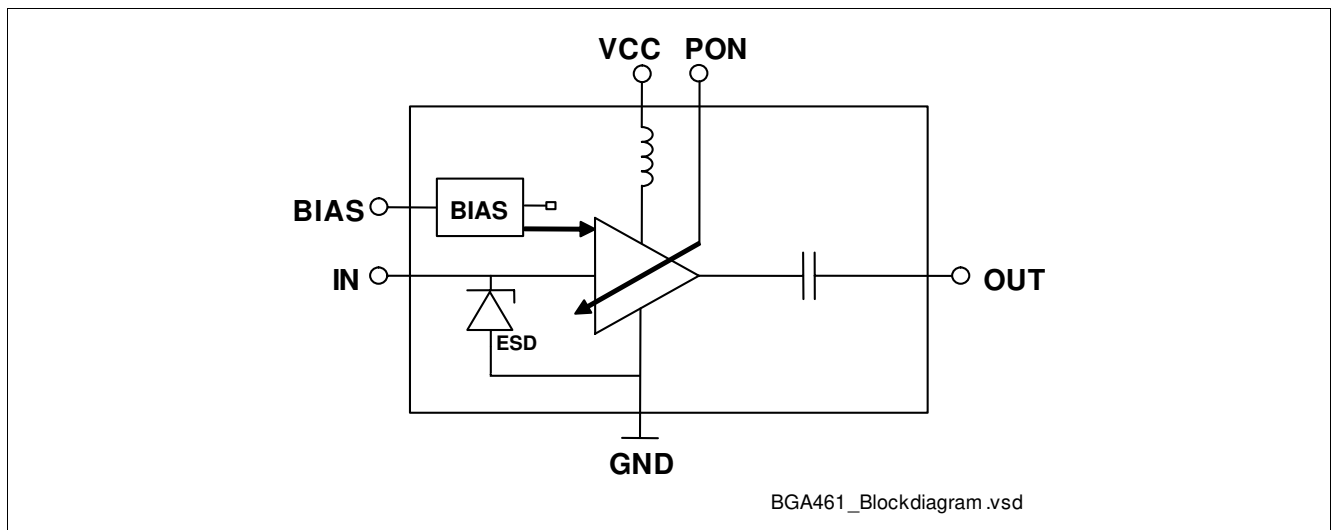 VCC PON
BIAS
BIAS
IN
OUT
ESD
GND
BGA461_Blockdiagram.vsd